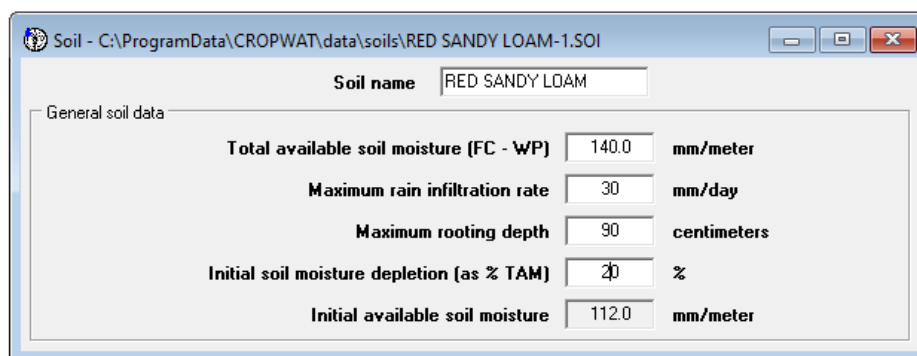 Soil - C:\ProgramData\CROPWAT\data\soils\RED SANDY LOAM-1.SOI
Soil name RED SANDY LOAM
General soil data
Total available soil moisture (FC - WP) 140.0 mm/meter
Maximum rain infiltration rate 30 mm/day
Maximum rooting depth 90 centimeters
Initial soil moisture depletion (as % TAM) 20 %
Initial available soil moisture 112.0 mm/meter